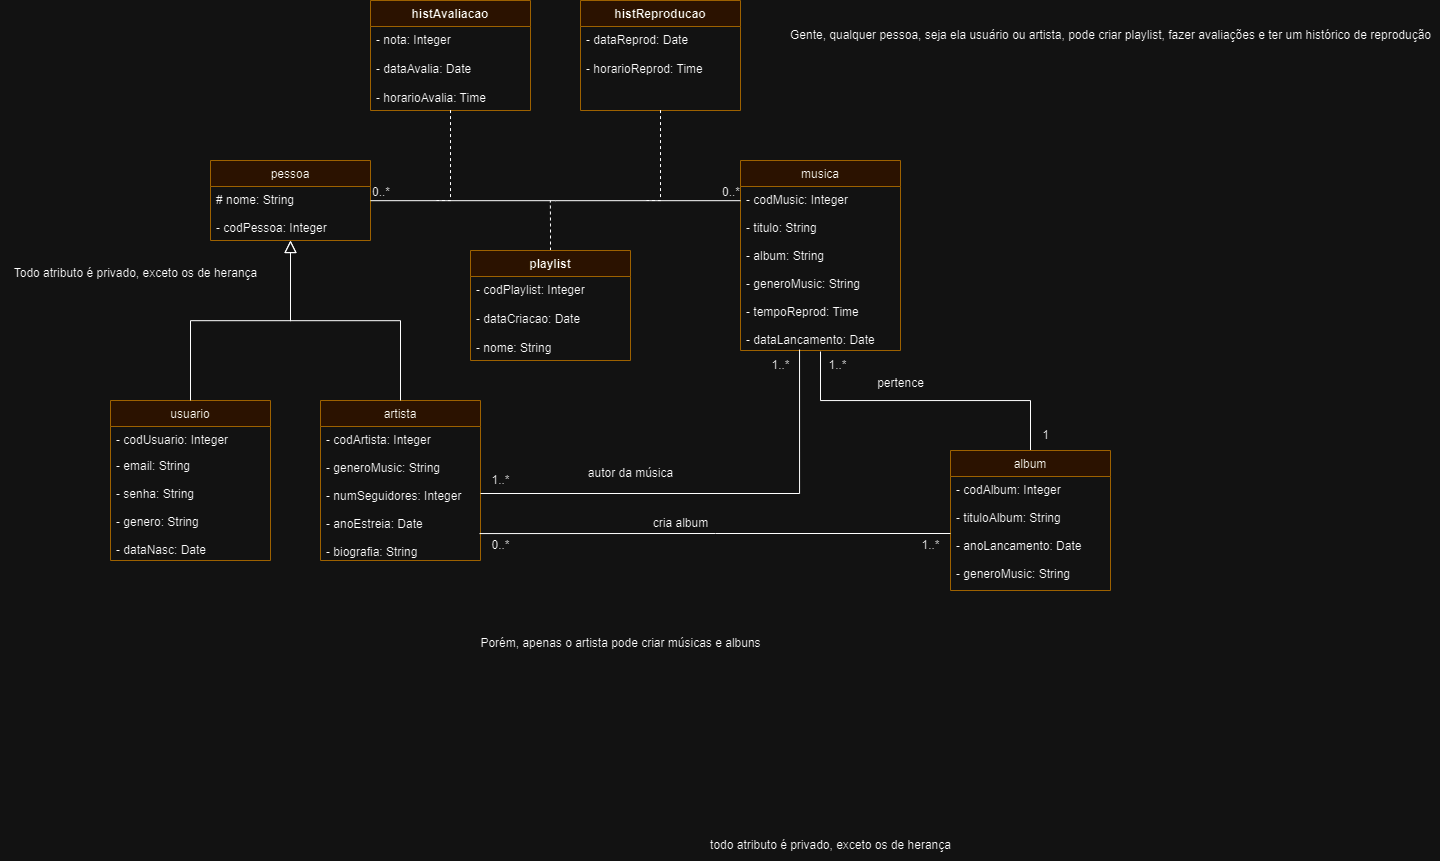 histAvaliacao
- nota: Integer
- dataAvalia: Date
- horarioAvalia: Time
histReproducao
- dataReprod: Date
- horarioReprod: Time
Gente, qualquer pessoa, seja ela usuário ou artista, pode criar playlist, fazer avaliações e ter um histórico de reprodução
pessoa
# nome: String
- codPessoa: Integer
0..*
0..*
musica
- codMusic: Integer
- titulo: String
- album: String
- generoMusic: String
- tempoReprod: Time
- dataLancamento: Date
Todo atributo é privado, exceto os de herança
playlist
- codPlaylist: Integer
- dataCriacao: Date
- nome: String
1..*
1..*
pertence
1
usuario
- codUsuario: Integer
- email: String
- senha: String
- genero: String
- dataNasc: Date
artista
- codArtista: Integer
- generoMusic: String
- numSeguidores: Integer
- anoEstreia: Date
- biografia: String
1..*
autor da música
cria album
0..*
1..*
album
- codAlbum: Integer
- tituloAlbum: String
- anoLancamento: Date
- generoMusic: String
Porém, apenas o artista pode criar músicas e albuns
todo atributo é privado, exceto os de herança